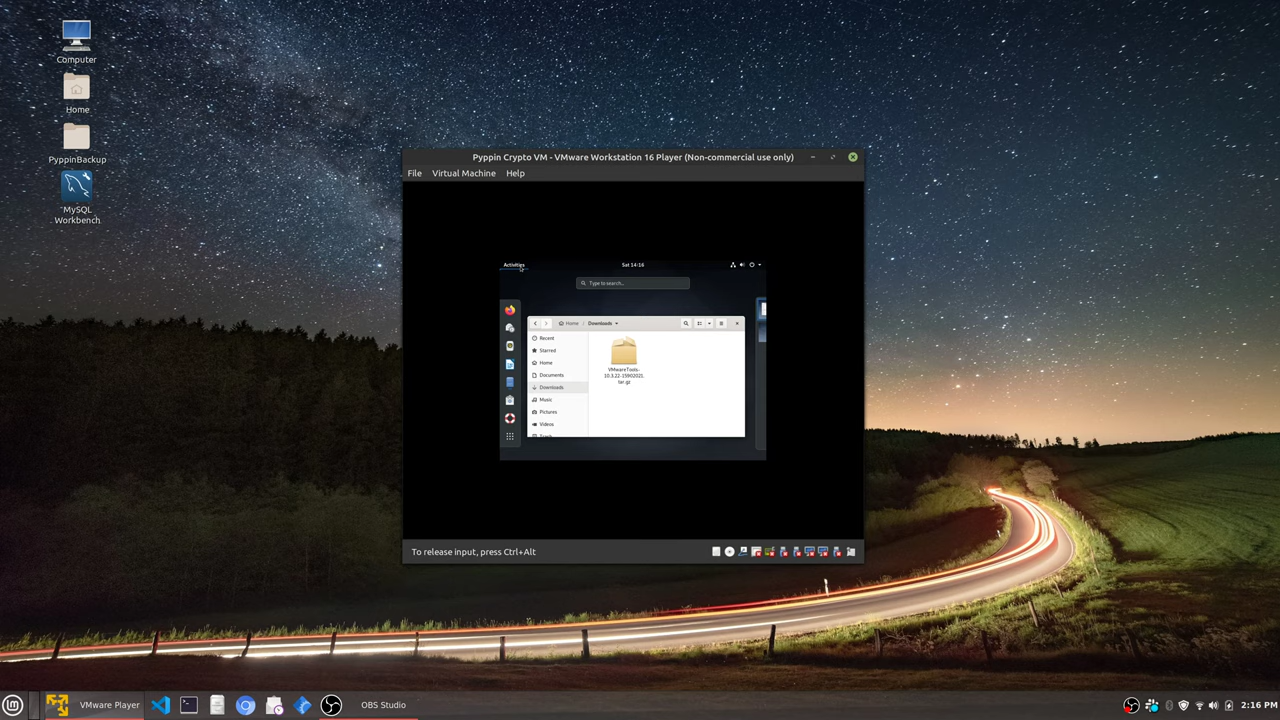 Computer
Home
PyppinBackup
MySQL
Workbench
Pyppin Crypto VM - VMware Workstation 16 Player (Non-commercial use only)
File Virtual Machine Help
Activities Sat 14:16
Type to search...
Home / Downloads
Recent
Starred
Home
Documents
Downloads
Music
Pictures
Videos
VMwareTools-
10.3.22-15902021.
tar.gz
To release input, press Ctrl+Alt
VMware Player
OBS Studio
2:16 PM